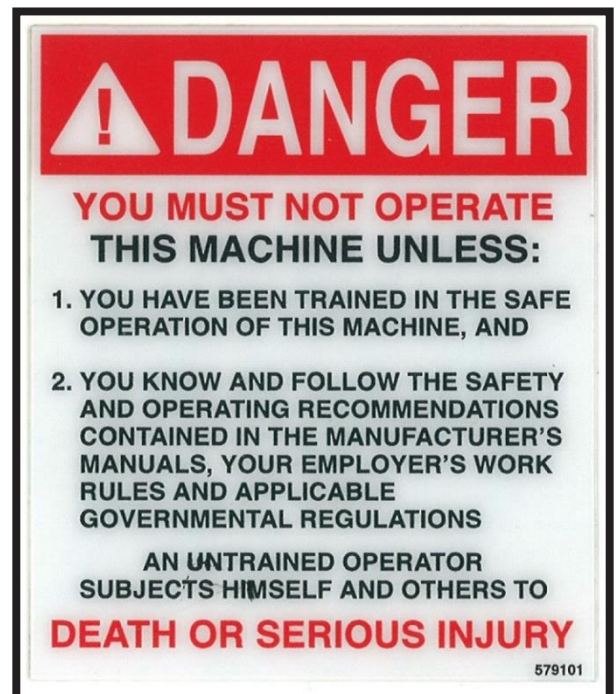 DANGER
YOU MUST NOT OPERATE
THIS MACHINE UNLESS:
1. YOU HAVE BEEN TRAINED IN THE SAFE
OPERATION OF THIS MACHINE, AND
2. YOU KNOW AND FOLLOW THE SAFETY
AND OPERATING RECOMMENDATIONS
CONTAINED IN THE MANUFACTURER'S
MANUALS, YOUR EMPLOYER'S WORK
RULES AND APPLICABLE
GOVERNMENTAL REGULATIONS
AN UNTRAINED OPERATOR
SUBJECTS HIMSELF AND OTHERS TO
DEATH OR SERIOUS INJURY
579101